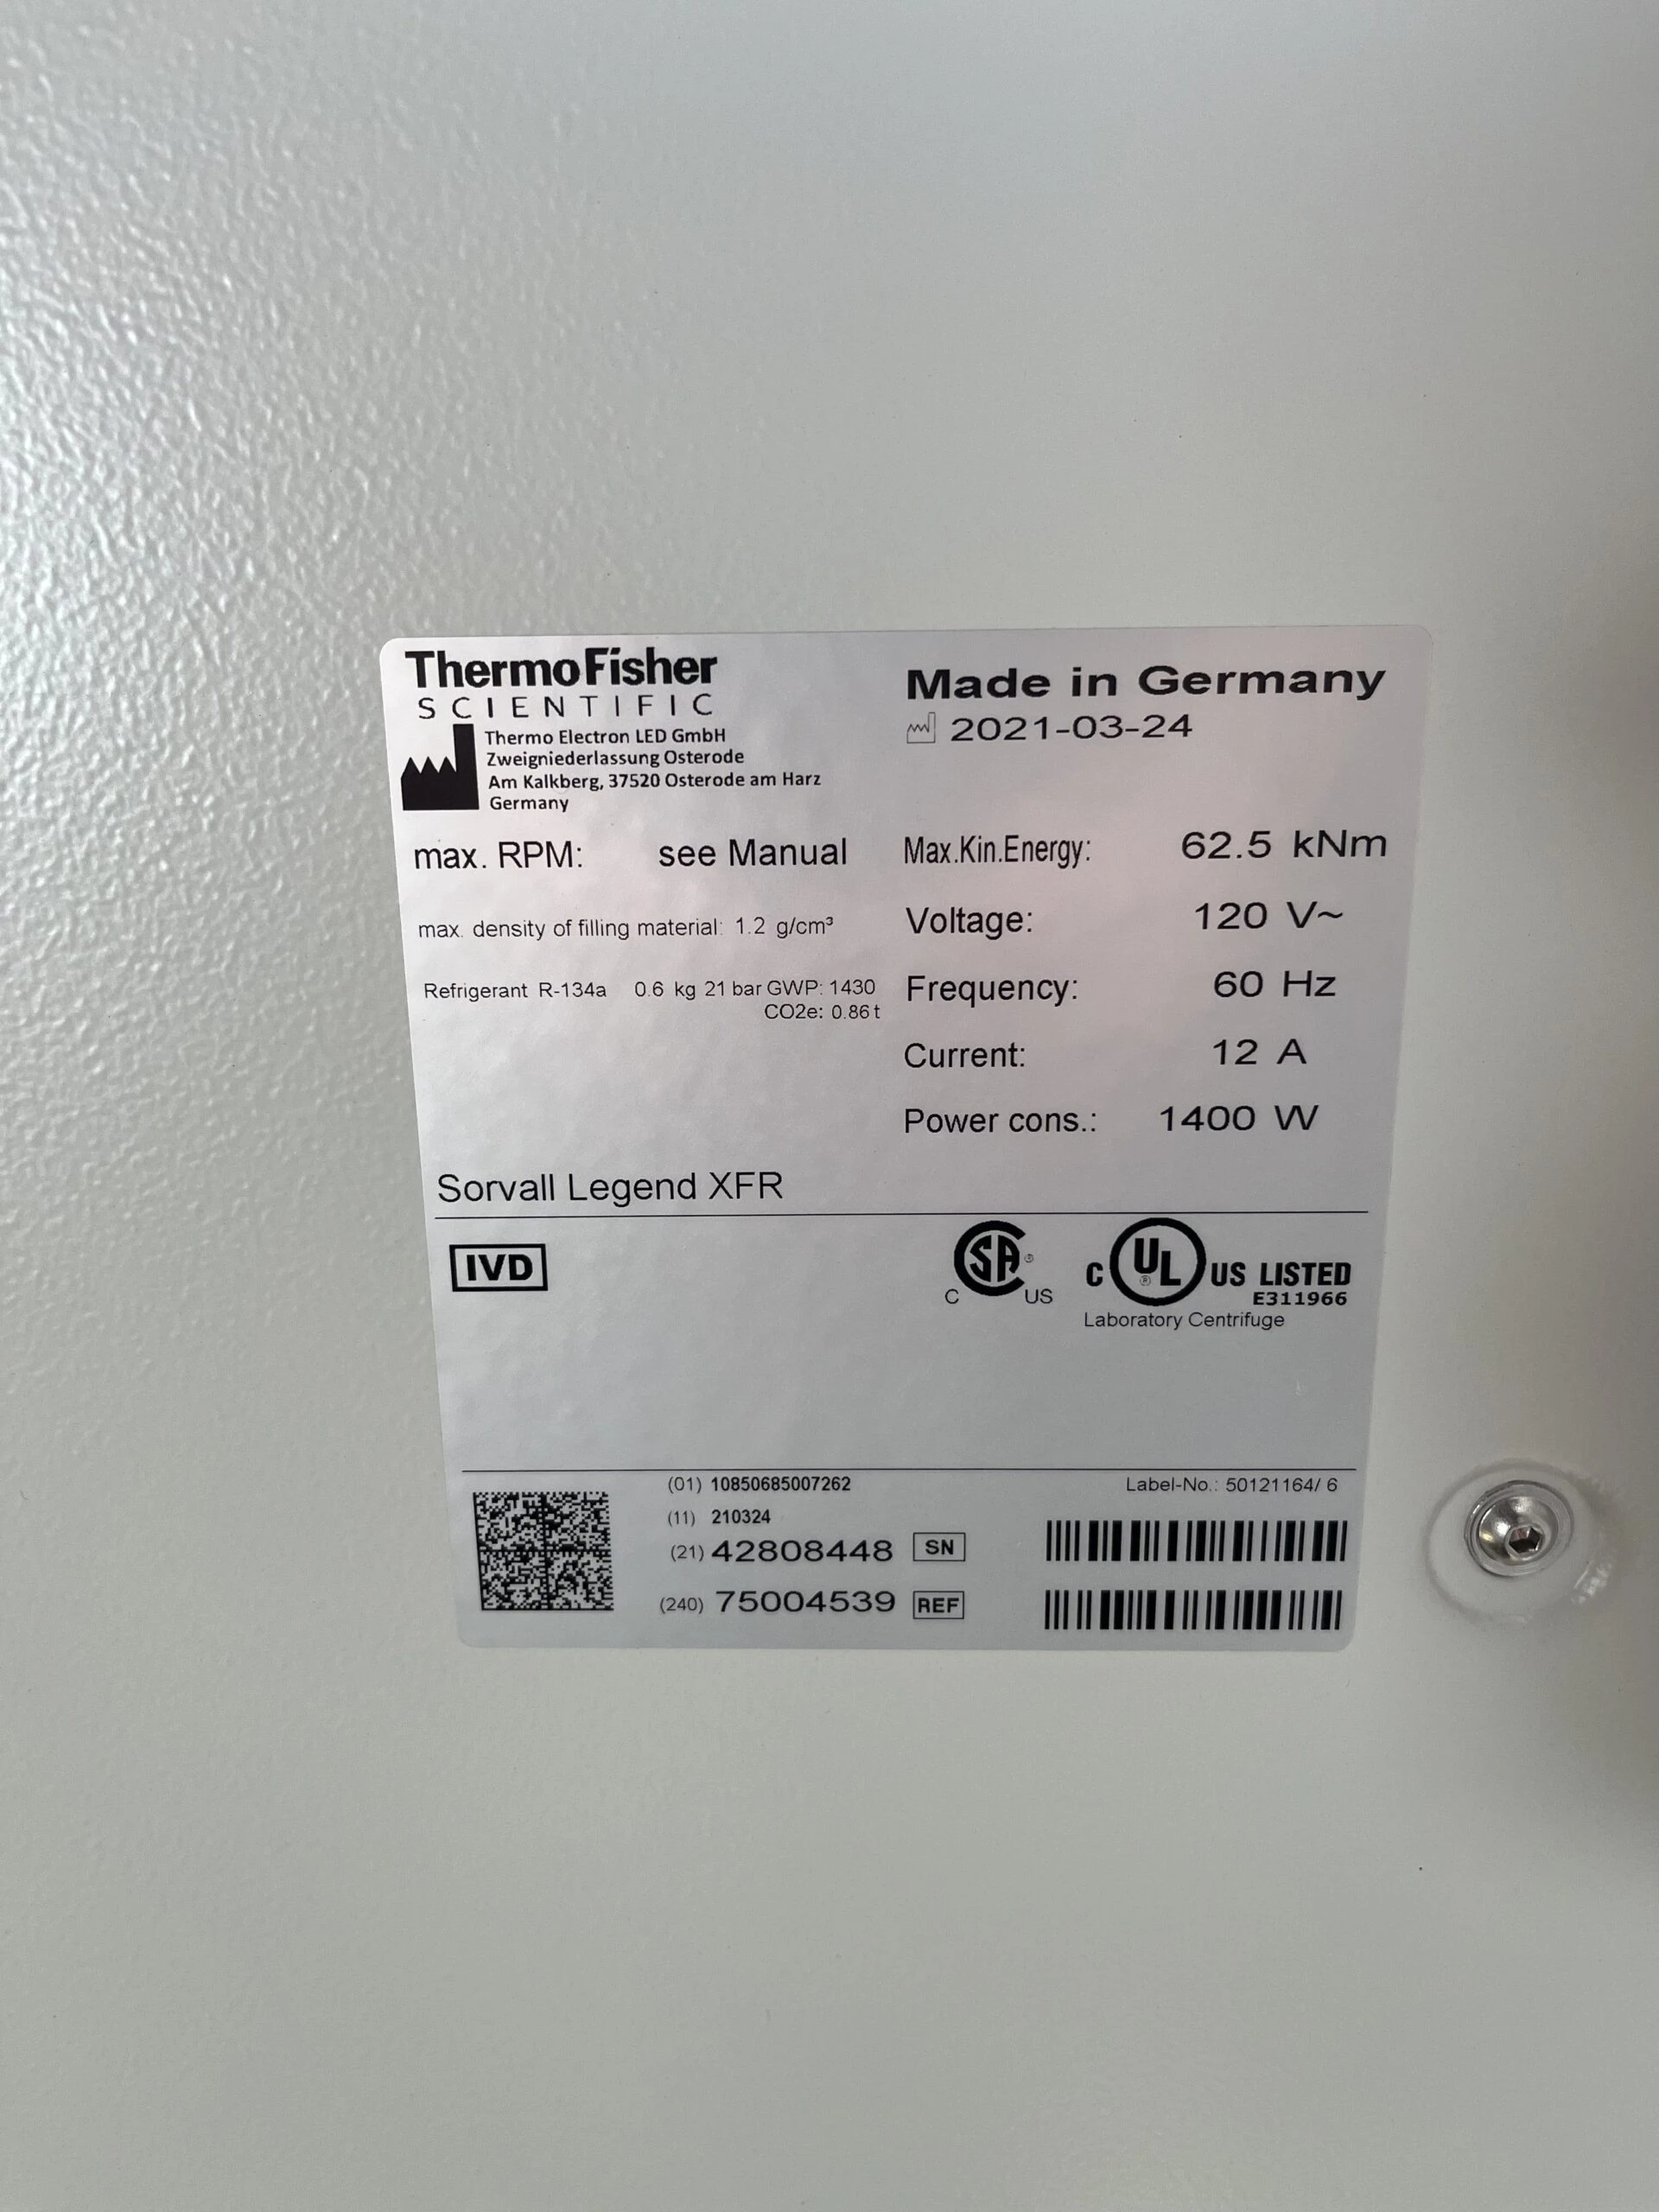 ThermoFisher
SCIENTIFIC
Thermo Electron LED GmbH
Zweigniederlassung Osterode
Am Kalkberg, 37520 Osterode am Harz
Germany
Made in Germany
2021-03-24
max. RPM: see Manual
max. density of filling material: 1.2 g/cm³
Refrigerant R-134a 0.6 kg 21 bar GWP: 1430
CO2e: 0.86 t
Max.Kin.Energy: 62.5 kNm
Voltage: 120 V~
Frequency: 60 Hz
Current: 12 A
Power cons.: 1400 W
Sorvall Legend XFR
IVD
SA ®
C US
C UL ® US LISTED
E311966
Laboratory Centrifuge
(01) 10850685007262
(11) 210324
(21) 42808448 SN
(240) 75004539 REF
Label-No.: 50121164/ 6